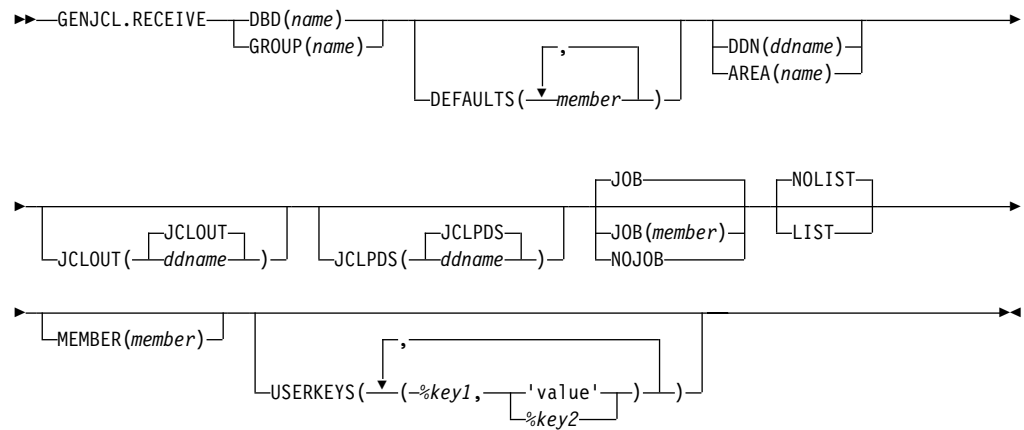 GENJCL.RECEIVE DBD(name)
GROUP(name)
DEFAULTS( member )
,
DDN(ddname)
AREA(name)
JCLOUT( JCLOUT )
ddname
JCLPDS( JCLPDS )
ddname
JOB
JOB(member)
NOJOB
NOLIST
LIST
MEMBER(member)
USERKEYS( (%key1, 'value' ) )
%key2
,